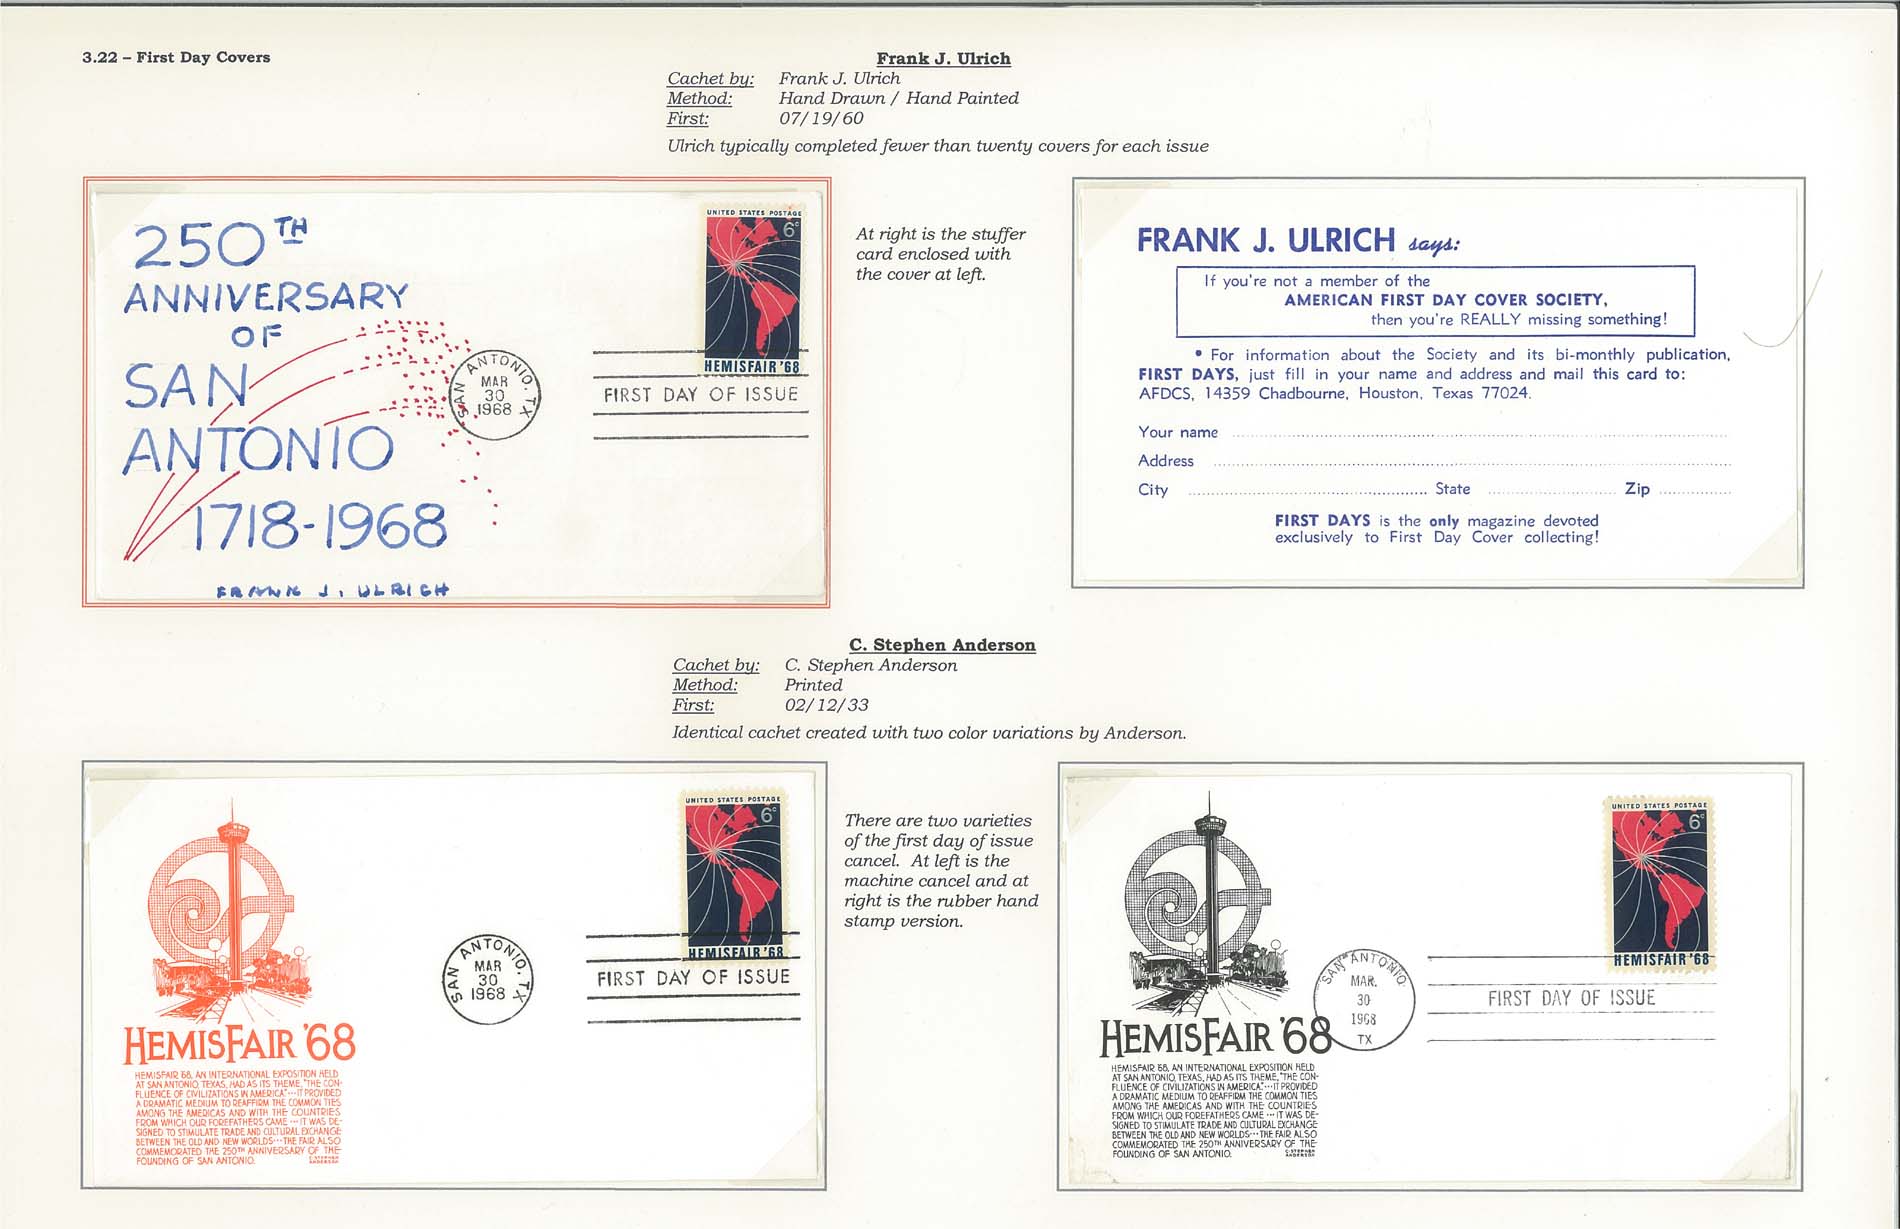 3.22 – First Day Covers
Frank J. Ulrich
Cachet by: Frank J. Ulrich
Method: Hand Drawn / Hand Painted
First: 07/19/60
Ulrich typically completed fewer than twenty covers for each issue
250TH
ANNIVERSARY
OF
SAN
ANTONIO
1718-1968
FRANK J. ULRICH
SAN ANTONIO, TX
MAR
30
1968
UNITED STATES POSTAGE
6c
HEMISFAIR '68
FIRST DAY OF ISSUE
At right is the stuffer
card enclosed with
the cover at left.
FRANK J. ULRICH says:
If you're not a member of the
AMERICAN FIRST DAY COVER SOCIETY,
then you're REALLY missing something!
• For information about the Society and its bi-monthly publication,
FIRST DAYS, just fill in your name and address and mail this card to:
AFDCS, 14359 Chadbourne, Houston, Texas 77024.
Your name
Address
City State Zip
FIRST DAYS is the only magazine devoted
exclusively to First Day Cover collecting!
C. Stephen Anderson
Cachet by: C. Stephen Anderson
Method: Printed
First: 02/12/33
Identical cachet created with two color variations by Anderson.
HEMISFAIR '68
HEMISFAIR '68, AN INTERNATIONAL EXPOSITION HELD
AT SAN ANTONIO, TEXAS, HAD AS ITS THEME, "THE CON-
FLUENCE OF CIVILIZATIONS IN AMERICA"···IT PROVIDED
A DRAMATIC MEDIUM TO REAFFIRM THE COMMON TIES
AMONG THE AMERICAS AND WITH THE COUNTRIES
FROM WHICH OUR FOREFATHERS CAME ··· IT WAS DE-
SIGNED TO STIMULATE TRADE AND CULTURAL EXCHANGE
BETWEEN THE OLD AND NEW WORLDS···THE FAIR ALSO
COMMEMORATED THE 250TH ANNIVERSARY OF THE
FOUNDING OF SAN ANTONIO.
C. STEPHEN
ANDERSON
SAN ANTONIO, TX
MAR
30
1968
UNITED STATES POSTAGE
6c
HEMISFAIR '68
FIRST DAY OF ISSUE
There are two varieties
of the first day of issue
cancel. At left is the
machine cancel and at
right is the rubber hand
stamp version.
HEMISFAIR '68
HEMISFAIR '68, AN INTERNATIONAL EXPOSITION HELD
AT SAN ANTONIO, TEXAS, HAD AS ITS THEME, "THE CON-
FLUENCE OF CIVILIZATIONS IN AMERICA"···IT PROVIDED
A DRAMATIC MEDIUM TO REAFFIRM THE COMMON TIES
AMONG THE AMERICAS AND WITH THE COUNTRIES
FROM WHICH OUR FOREFATHERS CAME ··· IT WAS DE-
SIGNED TO STIMULATE TRADE AND CULTURAL EXCHANGE
BETWEEN THE OLD AND NEW WORLDS···THE FAIR ALSO
COMMEMORATED THE 250TH ANNIVERSARY OF THE
FOUNDING OF SAN ANTONIO.
C. STEPHEN
ANDERSON
SAN ANTONIO,
MAR.
30
1968
TX
UNITED STATES POSTAGE
6c
HEMISFAIR '68
FIRST DAY OF ISSUE